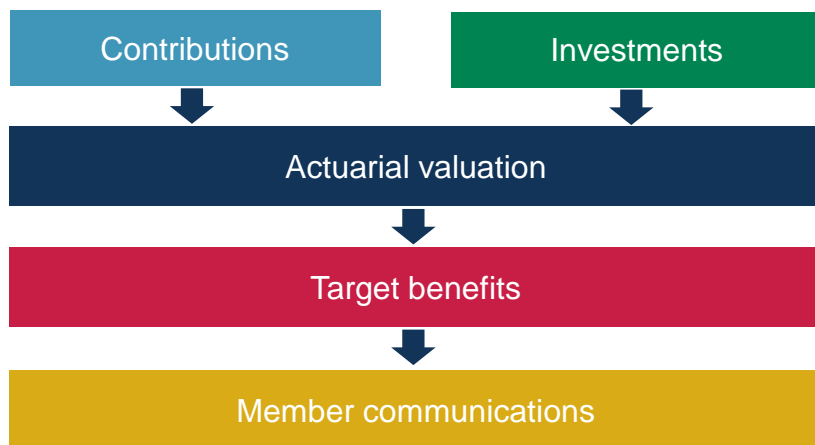 Contributions
Investments
Actuarial valuation
Target benefits
Member communications